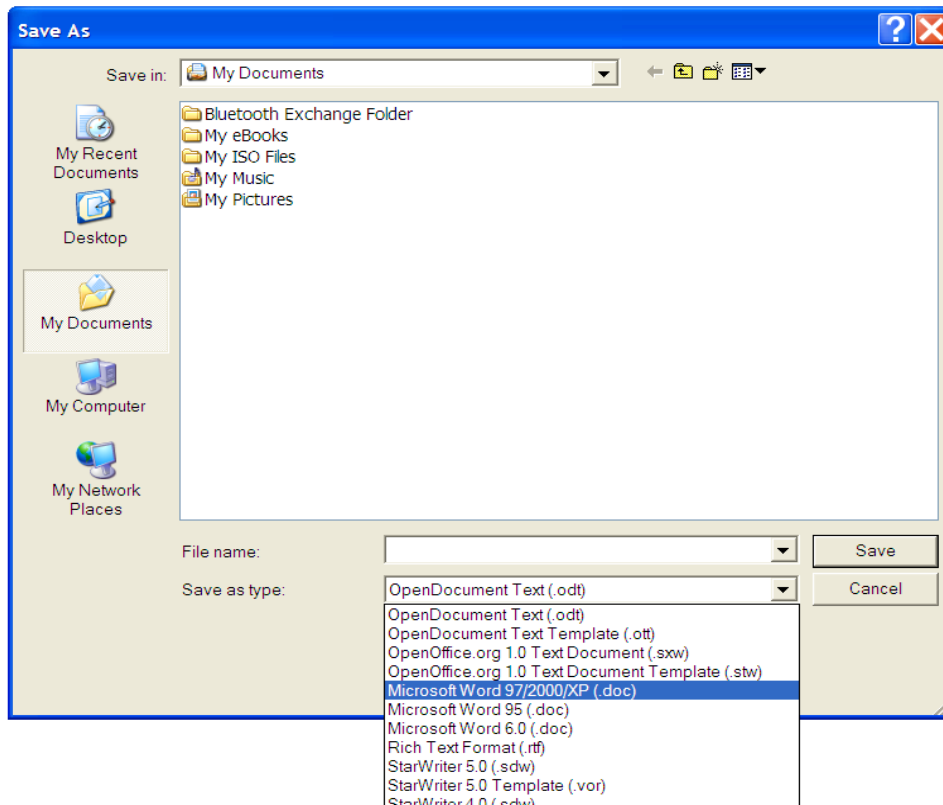 Save As
Save in:
My Documents
Bluetooth Exchange Folder
My eBooks
My ISO Files
My Music
My Pictures
My Recent
Documents
Desktop
My Documents
My Computer
My Network
Places
File name:
Save
Save as type:
OpenDocument Text (.odt)
Cancel
OpenDocument Text (.odt)
OpenDocument Text Template (.ott)
OpenOffice.org 1.0 Text Document (.sxw)
OpenOffice.org 1.0 Text Document Template (.stw)
Microsoft Word 97/2000/XP (.doc)
Microsoft Word 95 (.doc)
Microsoft Word 6.0 (.doc)
Rich Text Format (.rtf)
StarWriter 5.0 (.sdw)
StarWriter 5.0 Template (.vor)
StarWriter 4.0 (.sdw)